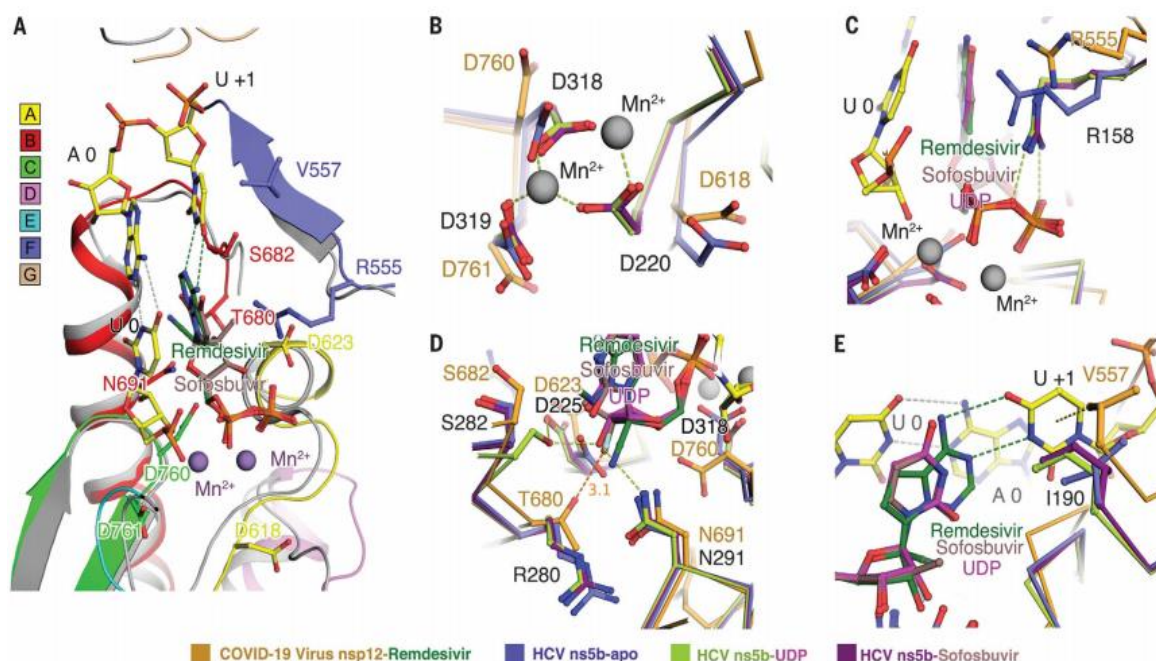 A
U +1
A
B
C
D
E
F
G
A 0
V557
S682
R555
U 0
T680
D623
Remdesivir
Sofosbuvir
N691
D760
Mn²⁺
D761
D618
B
D760
D318
Mn²⁺
Mn²⁺
D618
D319
D761
D220
C
R555
U 0
R158
Remdesivir
Sofosbuvir
UDP
Mn²⁺
Mn²⁺
D
Remdesivir
Sofosbuvir
UDP
S682
D623
D225
S282
D318
D760
3.1
T680
N691
N291
R280
E
U +1
V557
U 0
A 0
I190
Remdesivir
Sofosbuvir
UDP
COVID-19 Virus nsp12-Remdesivir HCV ns5b-apo HCV ns5b-UDP HCV ns5b-Sofosbuvir